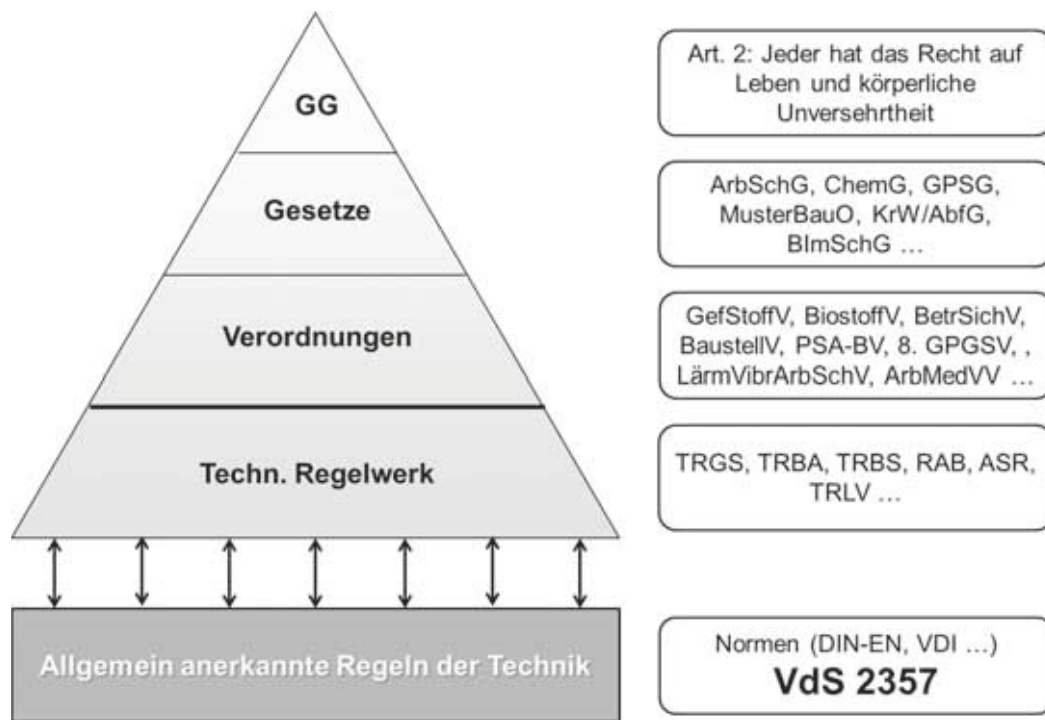 GG
Art. 2: Jeder hat das Recht auf
Leben und körperliche
Unversehrtheit
Gesetze
ArbSchG, ChemG, GPSG,
MusterBauO, KrW/AbfG,
BImSchG …
Verordnungen
GefStoffV, BiostoffV, BetrSichV,
BaustellV, PSA-BV, 8. GPGSV, ,
LärmVibrArbSchV, ArbMedVV …
Techn. Regelwerk
TRGS, TRBA, TRBS, RAB, ASR,
TRLV …
Allgemein anerkannte Regeln der Technik
Normen (DIN-EN, VDI …)
VdS 2357